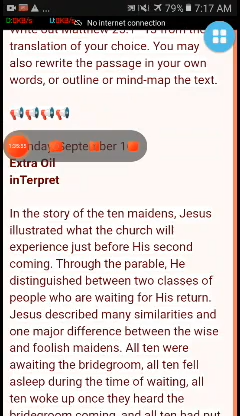 0KB/s 0KB/s
No internet connection
79% 7:17 AM
Write out Matthew 25:1-13 from the
translation of your choice. You may
also rewrite the passage in your own
words, or outline or mind-map the text.
Extra Oil
inTerpret
In the story of the ten maidens, Jesus
illustrated what the church will
experience just before His second
coming. Through the parable, He
distinguished between two classes of
people who are waiting for His return.
Jesus described many similarities and
one major difference between the wise
and foolish maidens. All ten were
awaiting the bridegroom, all ten fell
asleep during the time of waiting, all
ten woke up once they heard the
bridegroom coming, and all ten had put